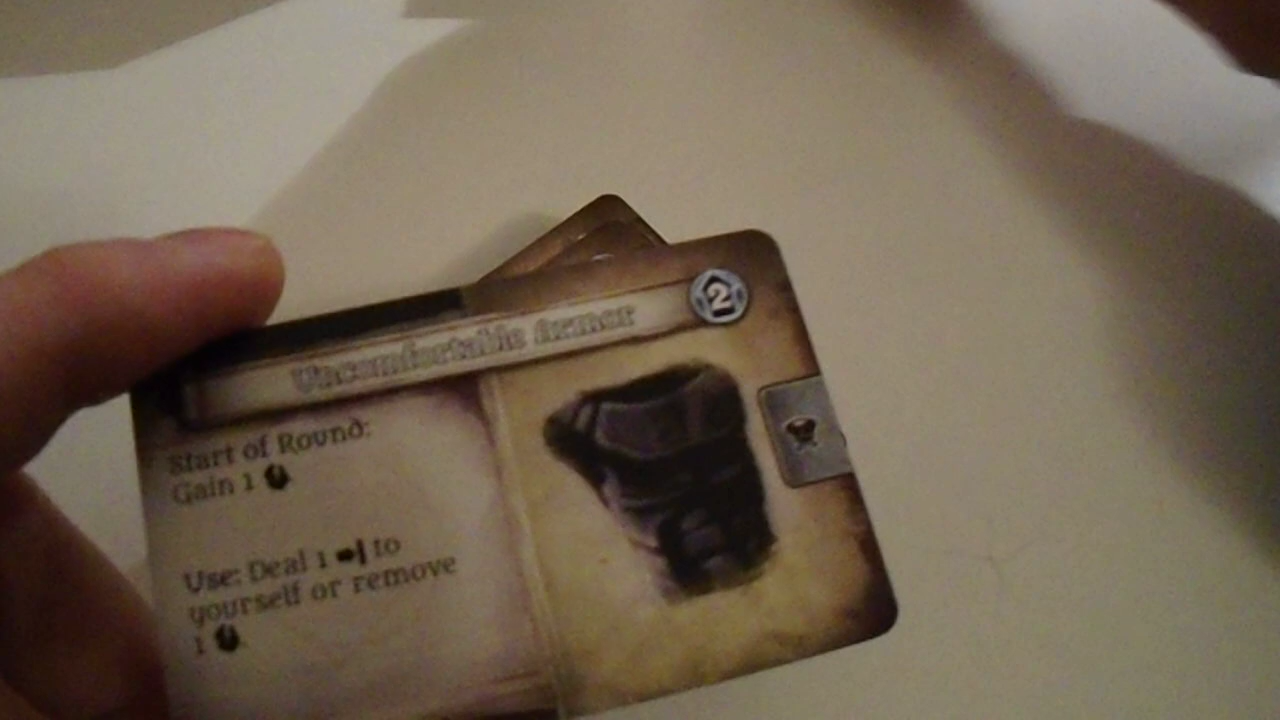 Uncomfortable Armor
2
Start of Round:
Gain 1
Use: Deal 1 to
yourself or remove
1 .